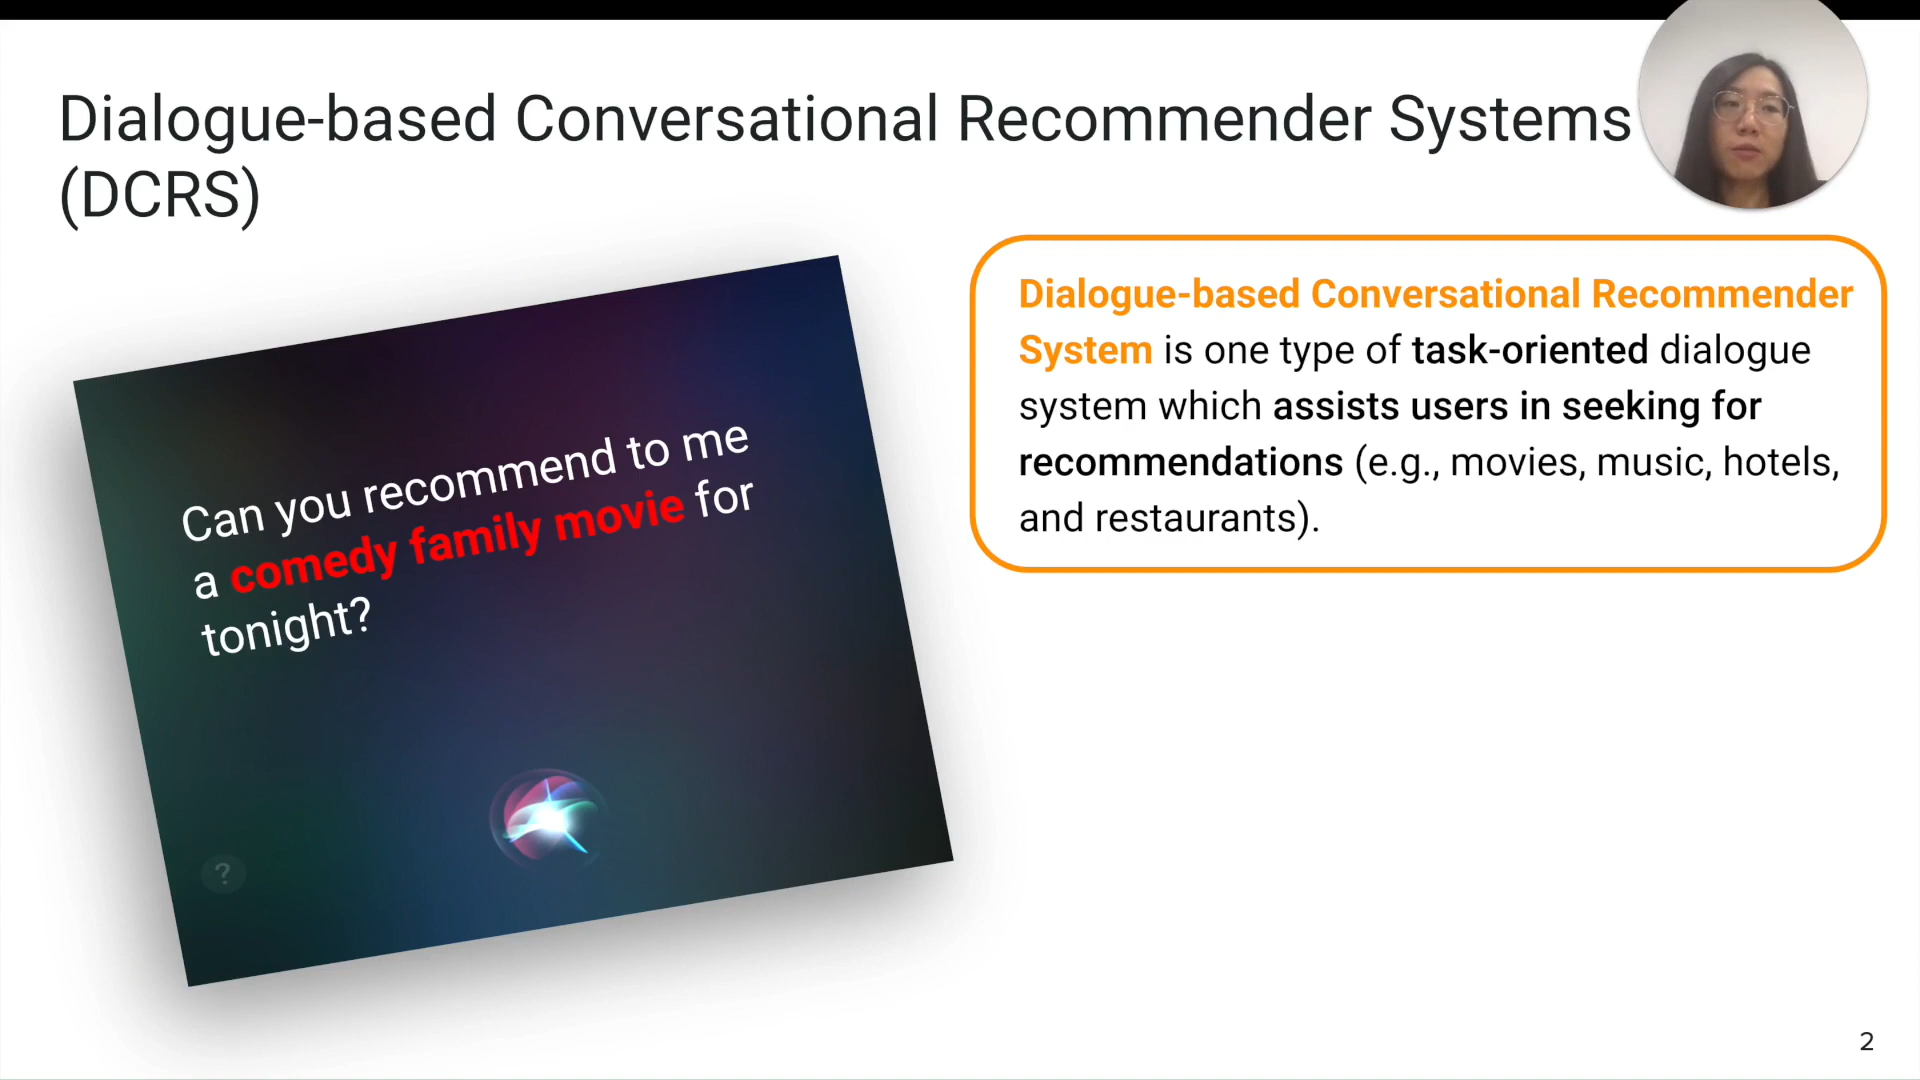 Dialogue-based Conversational Recommender Systems
(DCRS)
Can you recommend to me
a comedy family movie for
tonight?
?
Dialogue-based Conversational Recommender
System is one type of task-oriented dialogue
system which assists users in seeking for
recommendations (e.g., movies, music, hotels,
and restaurants).
2